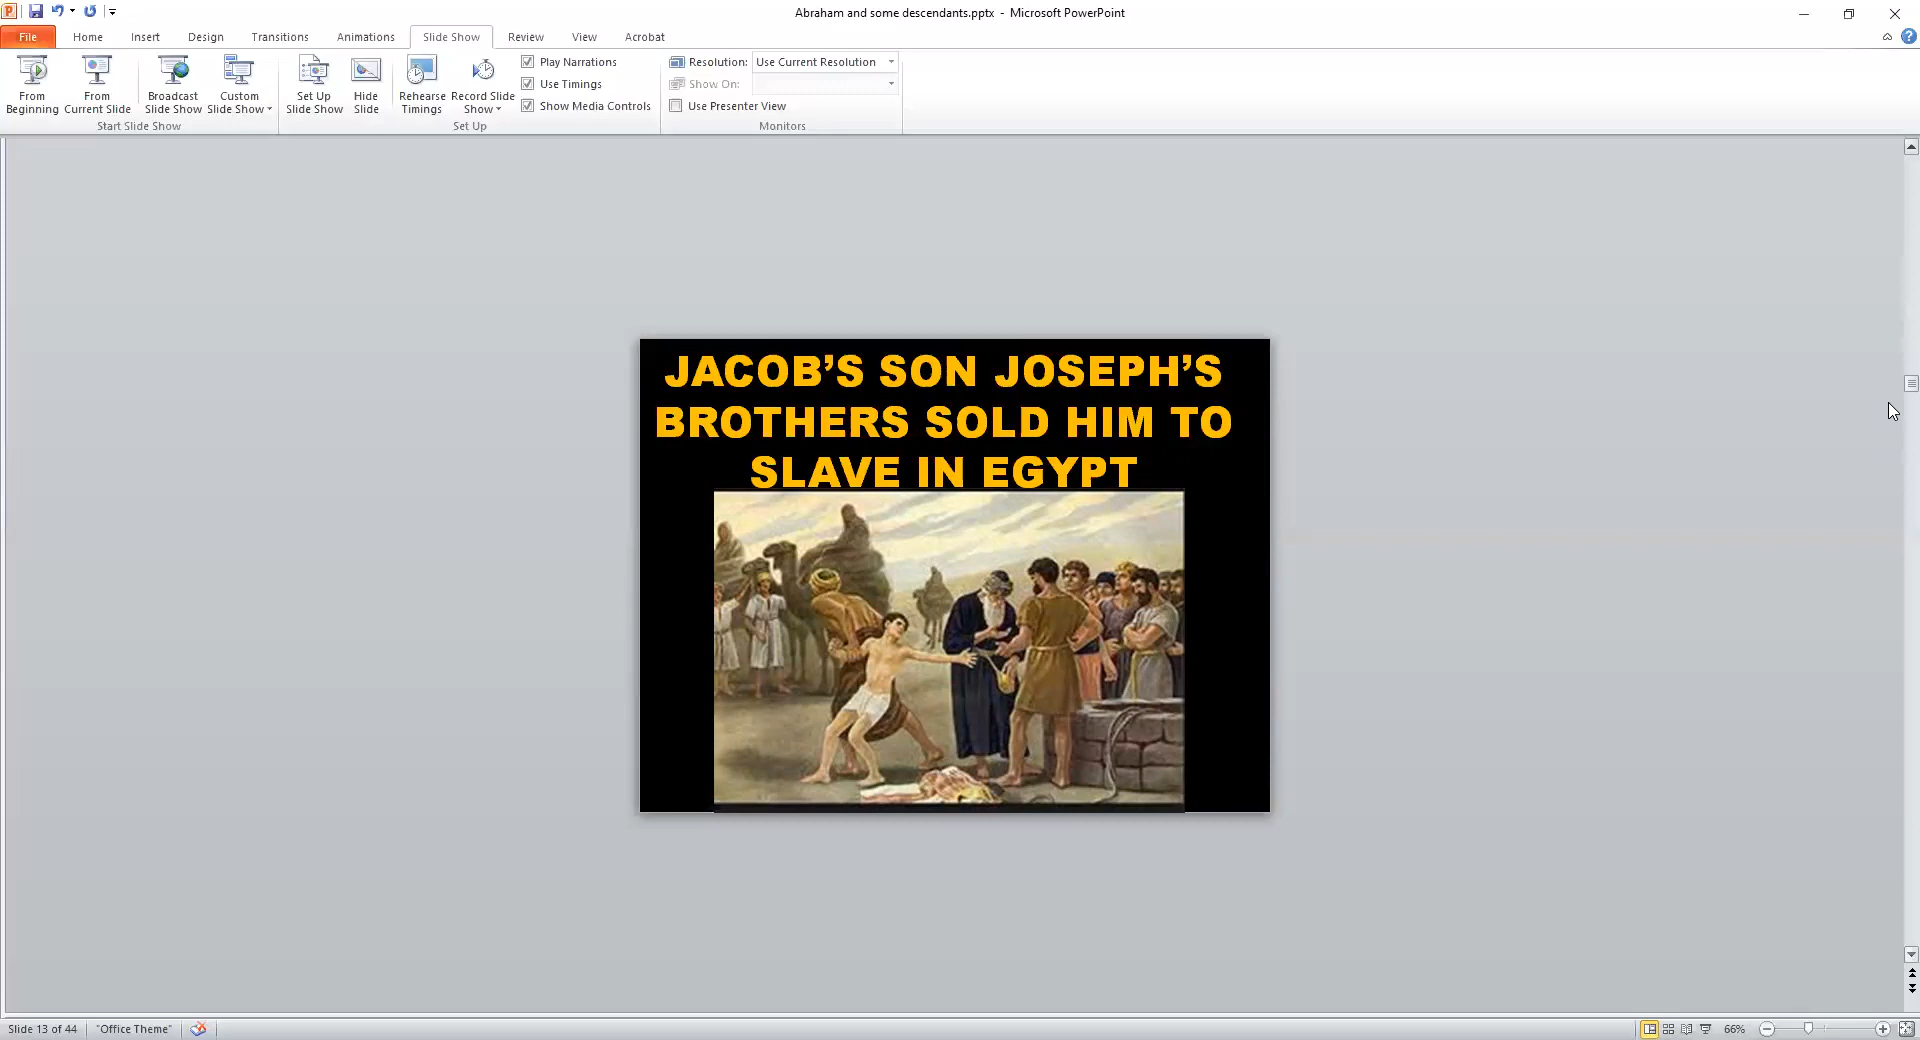 Abraham and some descendants.pptx - Microsoft PowerPoint
File Home Insert Design Transitions Animations Slide Show Review View Acrobat
From Beginning
From Current Slide
Broadcast Slide Show
Custom Slide Show
Start Slide Show
Set Up Slide Show
Hide Slide
Rehearse Timings
Record Slide Show
Play Narrations
Use Timings
Show Media Controls
Set Up
Resolution: Use Current Resolution
Show On:
Use Presenter View
Monitors
JACOB’S SON JOSEPH’S
BROTHERS SOLD HIM TO
SLAVE IN EGYPT
Slide 13 of 44 "Office Theme" 66%